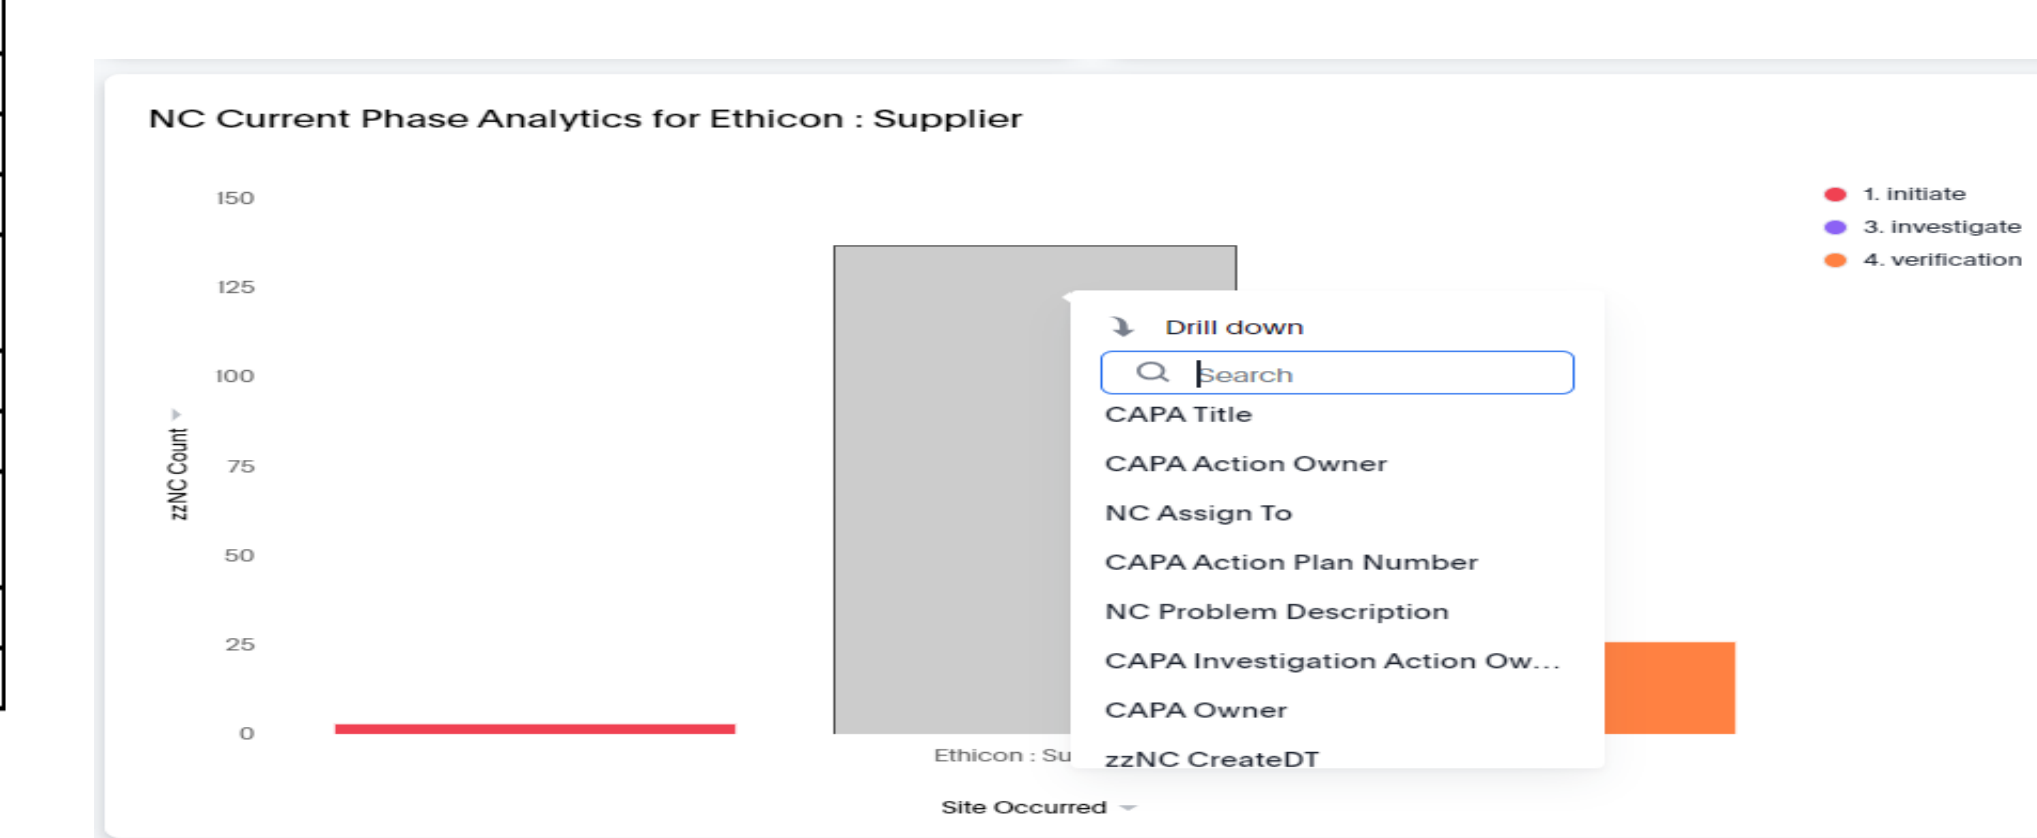 NC Current Phase Analytics for Ethicon : Supplier
150
125
100
75
50
25
0
zzNC Count
1. initiate
3. investigate
4. verification
Drill down
Search
CAPA Title
CAPA Action Owner
NC Assign To
CAPA Action Plan Number
NC Problem Description
CAPA Investigation Action Ow...
CAPA Owner
zzNC CreateDT
Ethicon : Su
Site Occurred